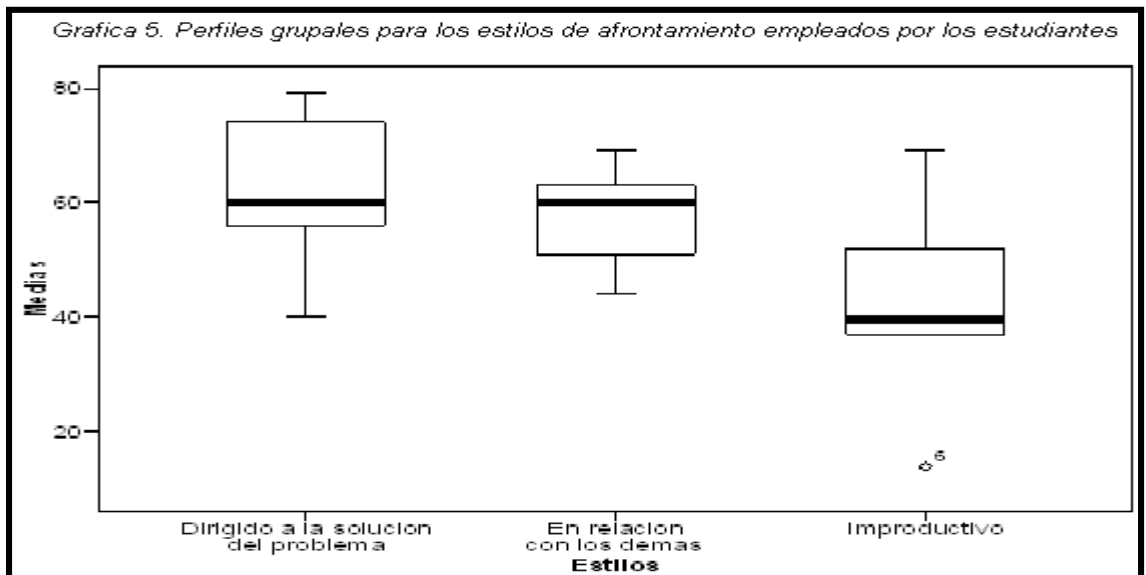 Grafica 5. Perfiles grupales para los estilos de afrontamiento empleados por los estudiantes
80
60
40
20
Medias
6
Dirigido a la solucion
del problema
En relacion
con los demas
Improductivo
Estilos